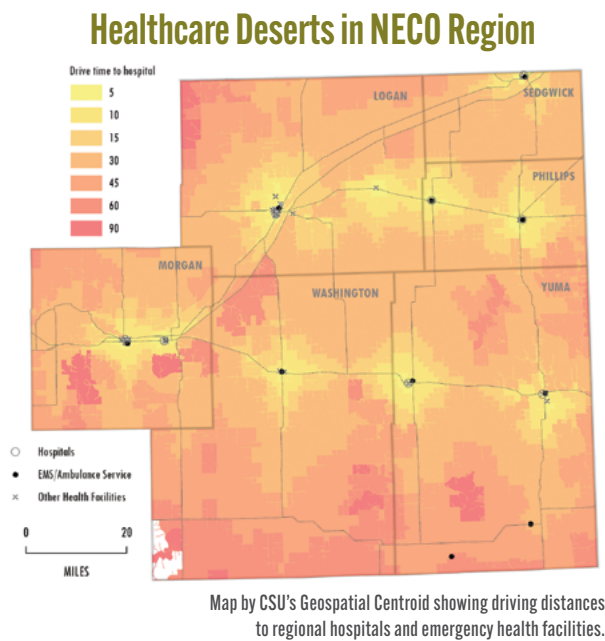 Healthcare Deserts in NECO Region
Drive time to hospital
5
10
15
30
45
60
90
LOGAN
SEDGWICK
PHILLIPS
MORGAN
WASHINGTON
YUMA
Hospitals
EMS/Ambulance Service
Other Health Facilities
0 20
MILES
Map by CSU's Geospatial Centroid showing driving distances
to regional hospitals and emergency health facilities.